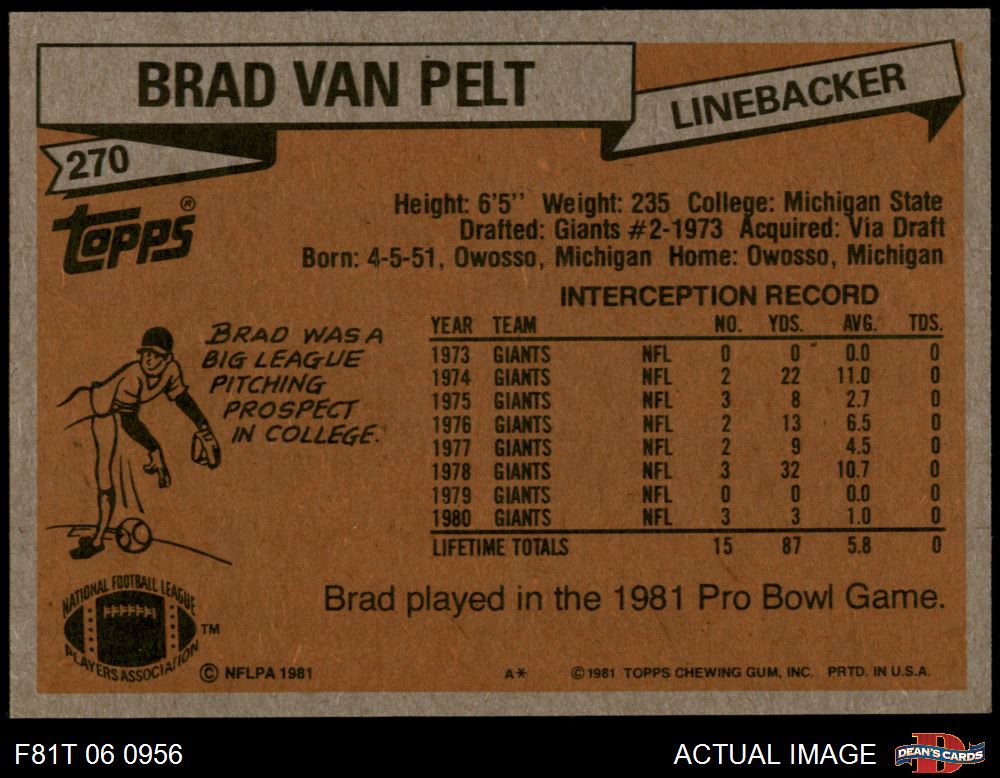 BRAD VAN PELT
LINEBACKER
270
TOPPS®
Height: 6'5'' Weight: 235 College: Michigan State
Drafted: Giants #2-1973 Acquired: Via Draft
Born: 4-5-51, Owosso, Michigan Home: Owosso, Michigan
INTERCEPTION RECORD
YEAR TEAM NO. YDS. AVG. TDS.
1973 GIANTS NFL 0 0 0.0 0
1974 GIANTS NFL 2 22 11.0 0
1975 GIANTS NFL 3 8 2.7 0
1976 GIANTS NFL 2 13 6.5 0
1977 GIANTS NFL 2 9 4.5 0
1978 GIANTS NFL 3 32 10.7 0
1979 GIANTS NFL 0 0 0.0 0
1980 GIANTS NFL 3 3 1.0 0
LIFETIME TOTALS 15 87 5.8 0
BRAD WAS A
BIG LEAGUE
PITCHING
PROSPECT
IN COLLEGE.
Brad played in the 1981 Pro Bowl Game.
NATIONAL FOOTBALL LEAGUE
PLAYERS ASSOCIATION
TM
© NFLPA 1981
A* © 1981 TOPPS CHEWING GUM, INC. PRTD. IN U.S.A.
F81T 06 0956
ACTUAL IMAGE
D
DEAN'S CARDS